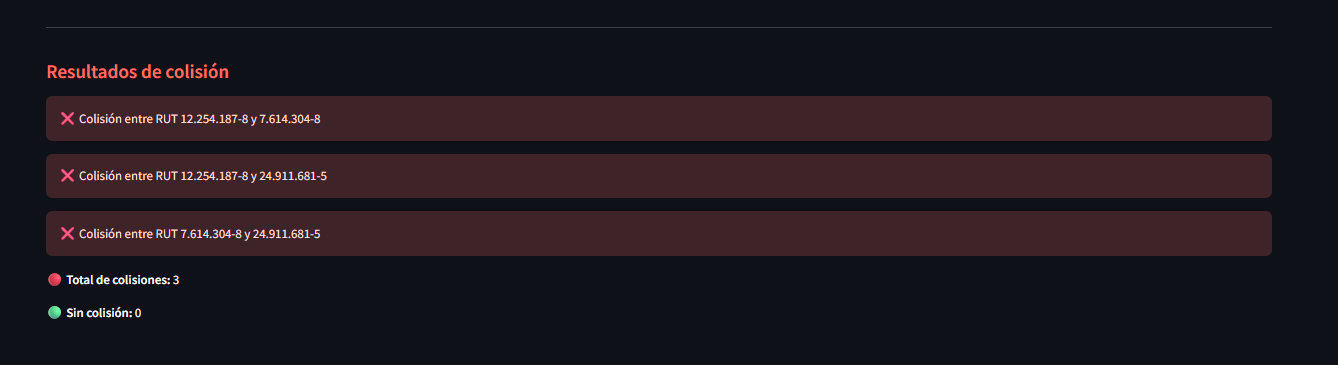 Resultados de colisión
❌ Colisión entre RUT 12.254.187-8 y 7.614.304-8
❌ Colisión entre RUT 12.254.187-8 y 24.911.681-5
❌ Colisión entre RUT 7.614.304-8 y 24.911.681-5
🔴 Total de colisiones: 3
🟢 Sin colisión: 0